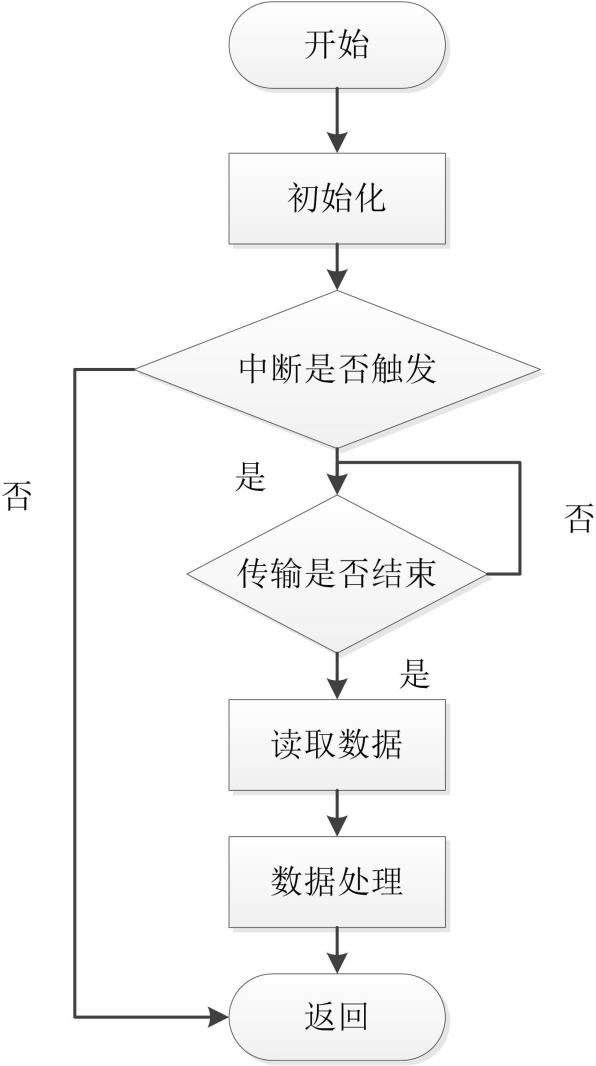 开始
初始化
中断是否触发
是
否
否
传输是否结束
是
读取数据
数据处理
返回